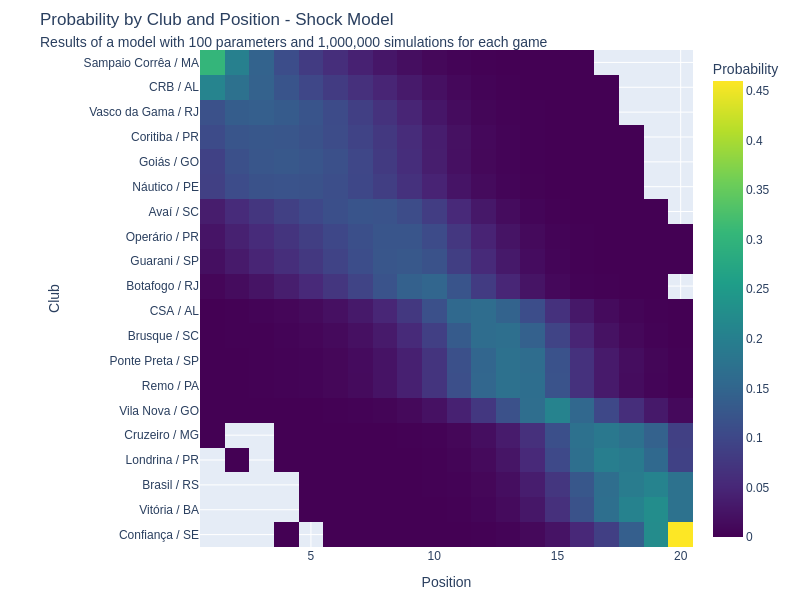 Probability by Club and Position - Shock Model
Results of a model with 100 parameters and 1,000,000 simulations for each game
Probability
Sampaio Corrêa / MA
CRB / AL
Vasco da Gama / RJ
Coritiba / PR
Goiás / GO
Náutico / PE
Avaí / SC
Operário / PR
Guarani / SP
Botafogo / RJ
CSA / AL
Brusque / SC
Ponte Preta / SP
Remo / PA
Vila Nova / GO
Cruzeiro / MG
Londrina / PR
Brasil / RS
Vitória / BA
Confiança / SE
Club
5
10
15
20
Position
0.45
0.4
0.35
0.3
0.25
0.2
0.15
0.1
0.05
0